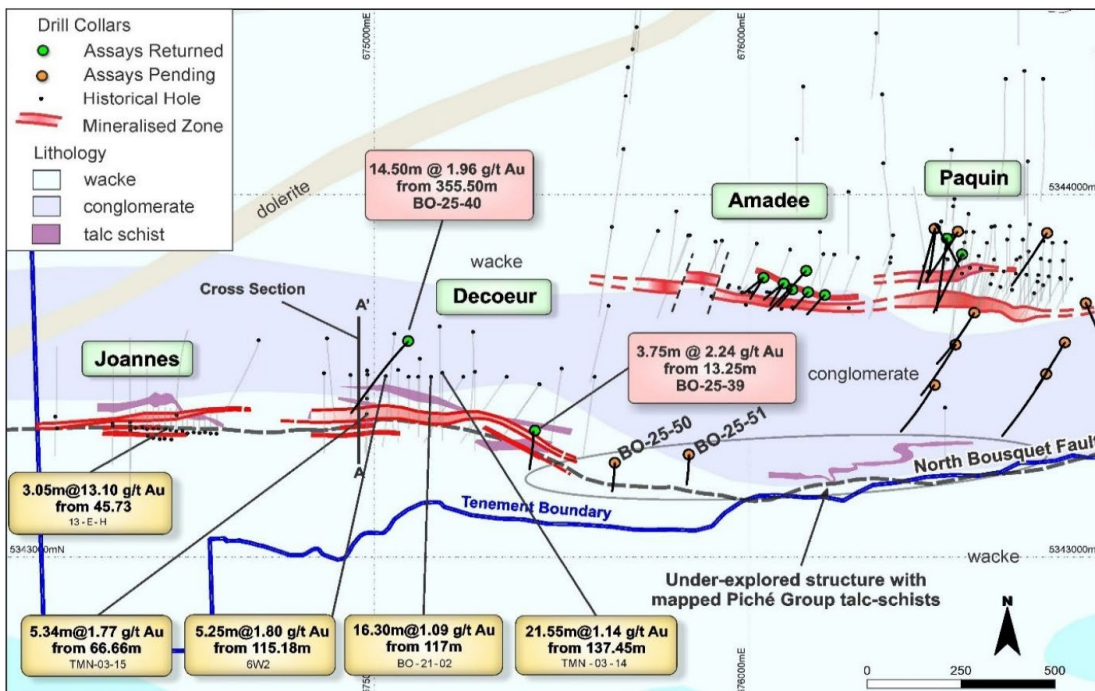 Drill Collars
Assays Returned
Assays Pending
Historical Hole
Mineralised Zone
Lithology
wacke
conglomerate
talc schist
675000mE
676000mE
5344000m
dolerite
14.50m @ 1.96 g/t Au
from 355.50m
BO-25-40
Amadee
Paquin
wacke
Cross Section
A'
Decoeur
Joannes
3.75m @ 2.24 g/t Au
from 13.25m
BO-25-39
conglomerate
BO-25-50
BO-25-51
A
North Bousquet Fault
3.05m@13.10 g/t Au
from 45.73
13-E-H
Tenement Boundary
5343000mN
wacke
Under-explored structure with
mapped Piché Group talc-schists
5.34m@1.77 g/t Au
from 66.66m
TMN-03-15
5.25m@1.80 g/t Au
from 115.18m
6W2
16.30m@1.09 g/t Au
from 117m
BO-21-02
21.55m@1.14 g/t Au
from 137.45m
TMN-03-14
N
0 250 500